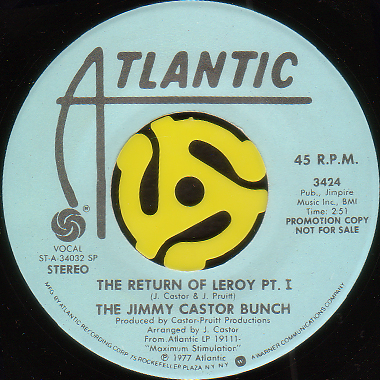 ATLANTIC
45 R.P.M.
3424
Pub., Jimpire
Music Inc., BMI
Time: 2:51
PROMOTION COPY
NOT FOR SALE
VOCAL
ST-A-34032 SP
STEREO
THE RETURN OF LEROY PT. I
(J. Castor & J. Pruitt)
THE JIMMY CASTOR BUNCH
Produced by Castor-Pruitt Productions
Arranged by J. Castor
From Atlantic LP 19111-
"Maximum Stimulation"
℗ 1977 Atlantic
MFG. BY ATLANTIC RECORDING CORP. 75 ROCKEFELLER PLAZA, N.Y. N.Y. W A WARNER COMMUNICATIONS COMPANY